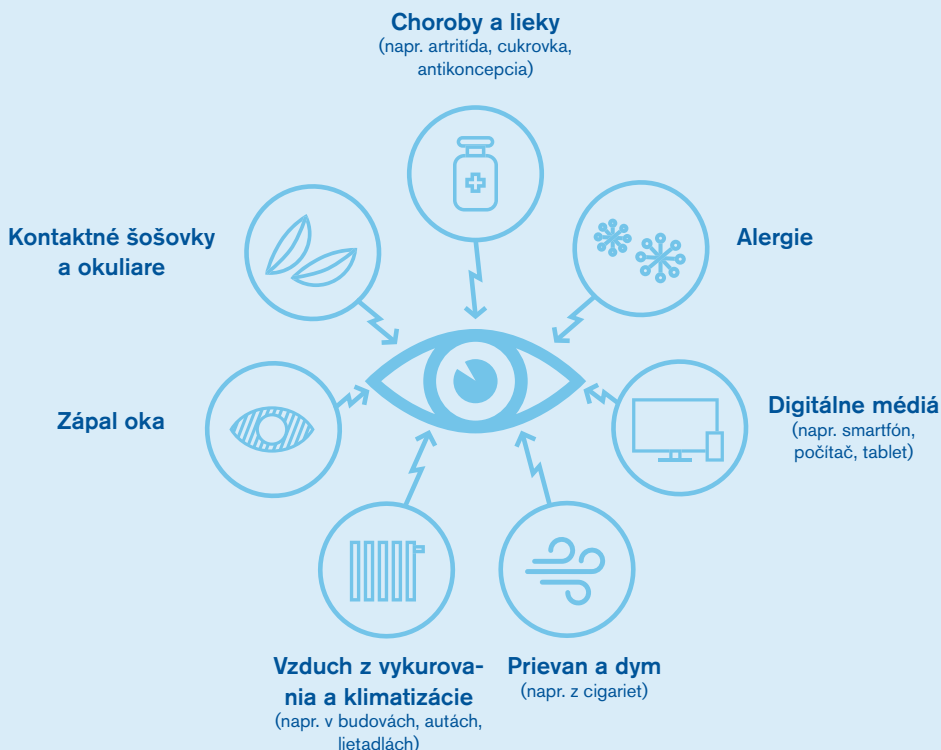 Choroby a lieky
(napr. artritída, cukrovka,
antikoncepcia)
Kontaktné šošovky
a okuliare
Alergie
Zápal oka
Digitálne médiá
(napr. smartfón,
počítač, tablet)
Vzduch z vykurova-
nia a klimatizácie
(napr. v budovách, autách,
lietadlách)
Prievan a dym
(napr. z cigariet)